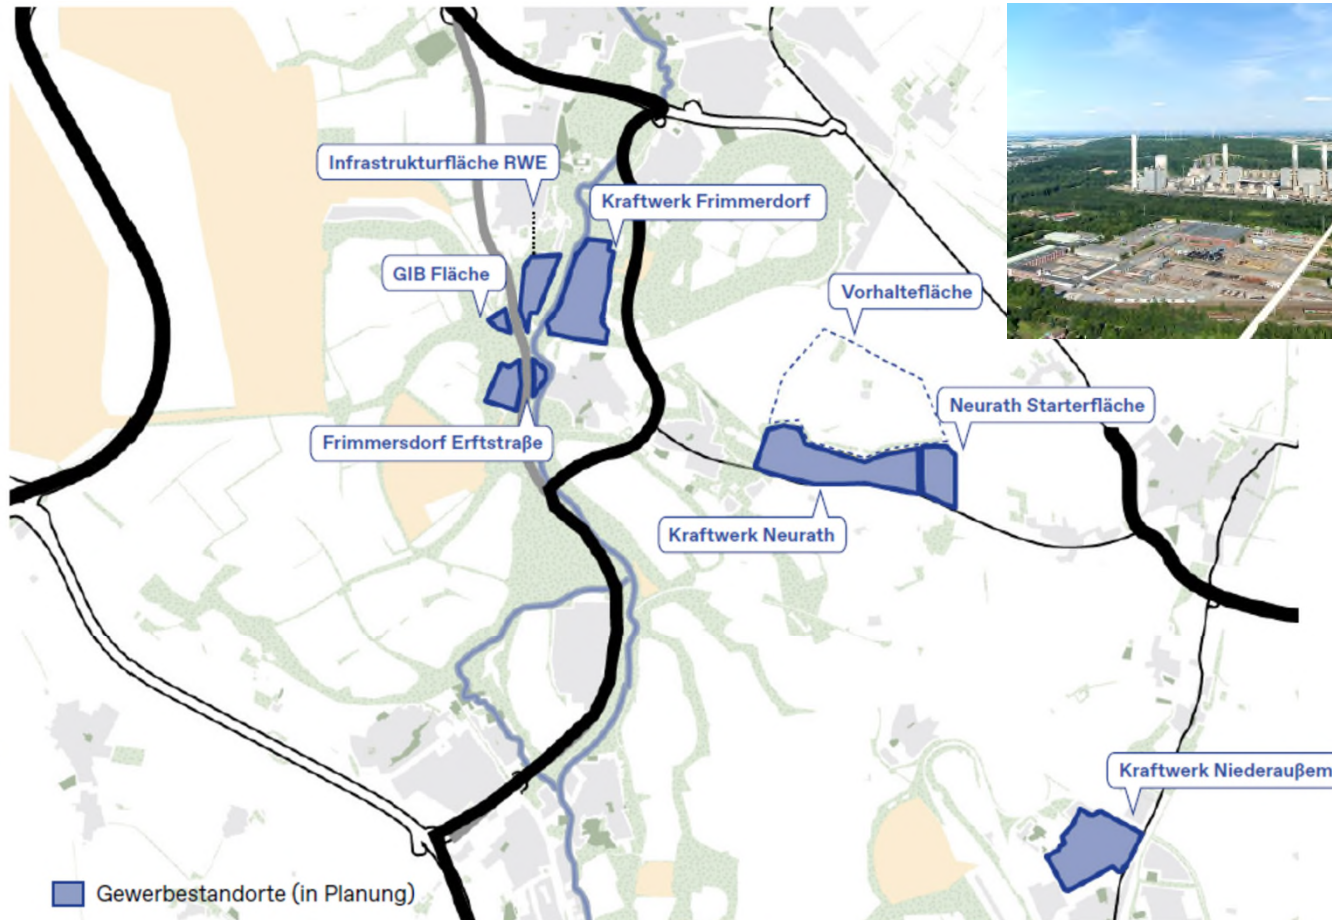 Infrastrukturfläche RWE
Kraftwerk Frimmerdorf
GIB Fläche
Vorhaltefläche
Neurath Starterfläche
Frimmersdorf Erftstraße
Kraftwerk Neurath
Kraftwerk Niederaußem
Gewerbestandorte (in Planung)